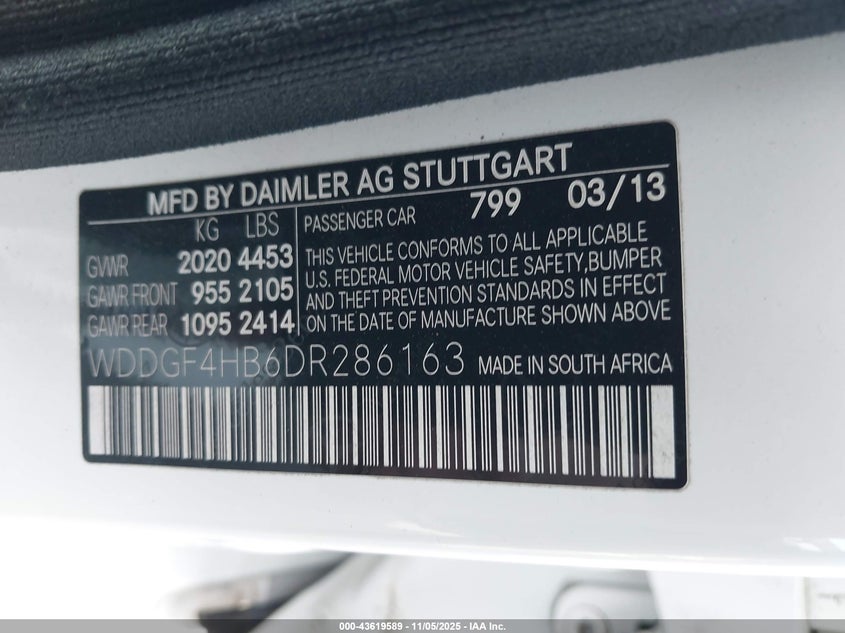 MFD BY DAIMLER AG STUTTGART
KG LBS
GVWR 2020 4453
GAWR FRONT 955 2105
GAWR REAR 1095 2414
PASSENGER CAR 799 03/13
THIS VEHICLE CONFORMS TO ALL APPLICABLE
U.S. FEDERAL MOTOR VEHICLE SAFETY,BUMPER
AND THEFT PREVENTION STANDARDS IN EFFECT
ON THE DATE OF MANUFACTURE SHOWN ABOVE
WDDGF4HB6DR286163 MADE IN SOUTH AFRICA
000-43619589 - 11/05/2025 - IAA Inc.